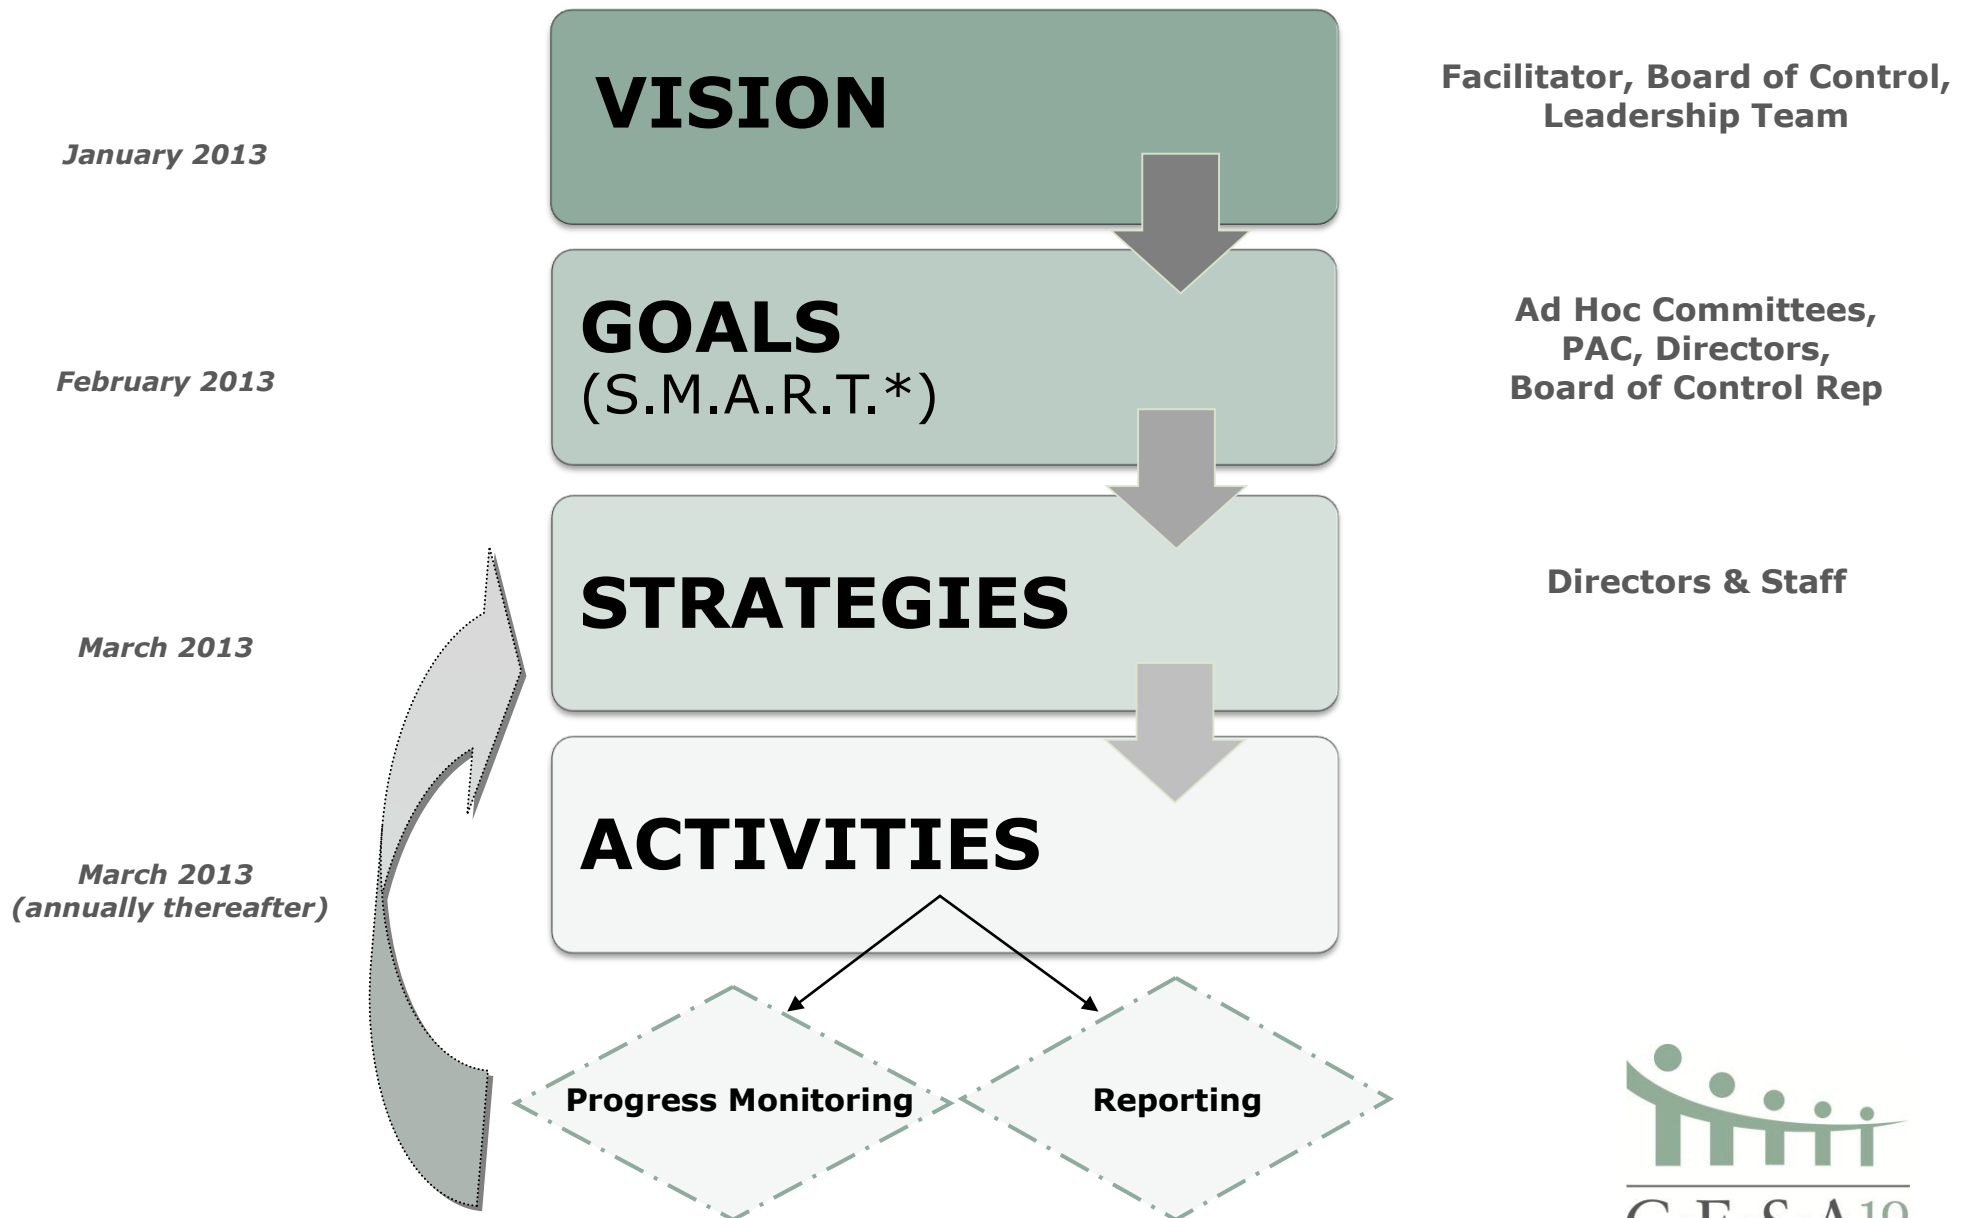 VISION
Facilitator, Board of Control,
Leadership Team
January 2013
GOALS
(S.M.A.R.T.*)
Ad Hoc Committees,
PAC, Directors,
Board of Control Rep
February 2013
STRATEGIES
Directors & Staff
March 2013
ACTIVITIES
March 2013
(annually thereafter)
Progress Monitoring
Reporting